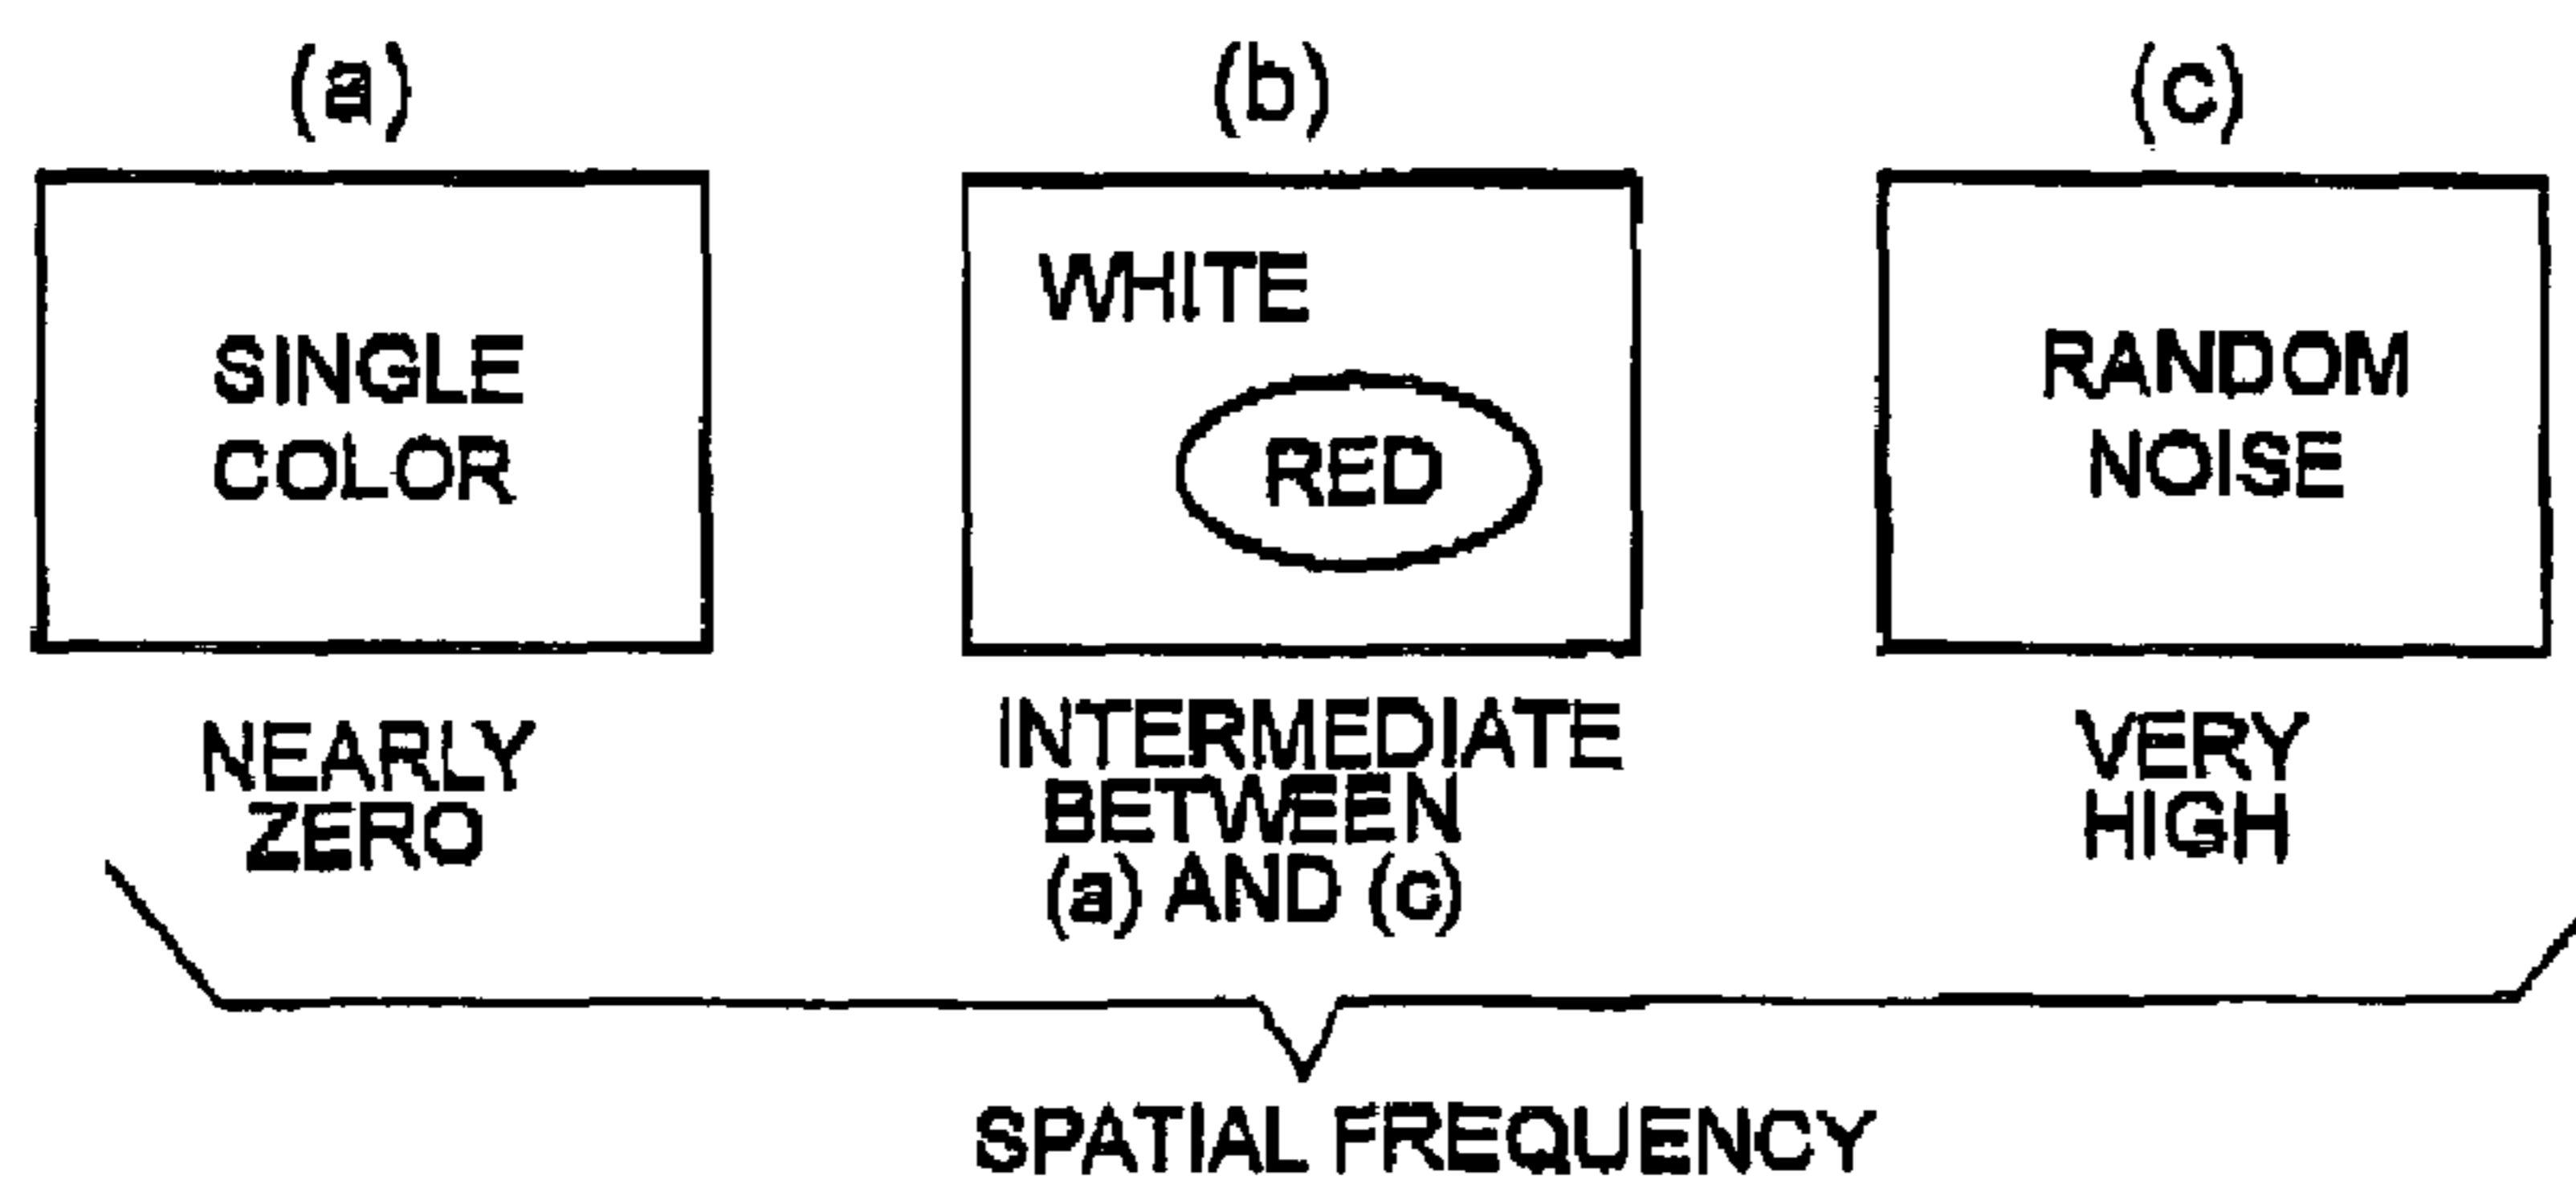 (a)
(b)
(c)
SINGLE
COLOR
WHITE
RED
RANDOM
NOISE
NEARLY
ZERO
INTERMEDIATE
BETWEEN
(a) AND (c)
VERY
HIGH
SPATIAL FREQUENCY